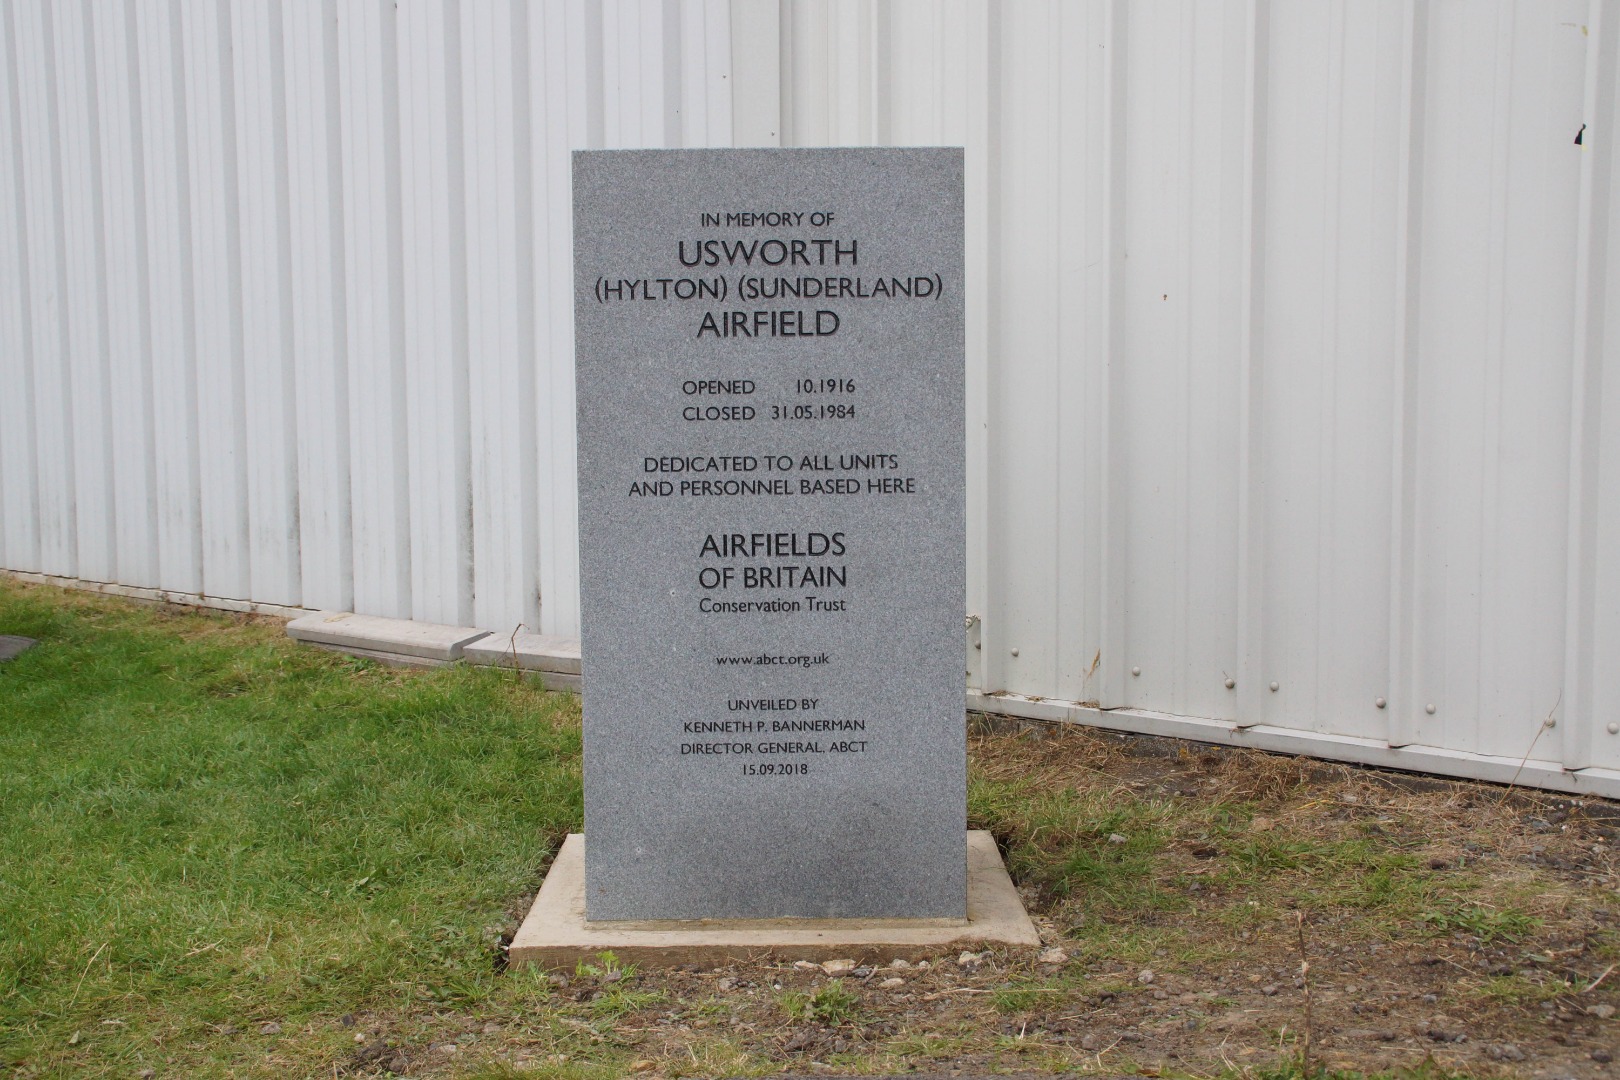 IN MEMORY OF
USWORTH
(HYLTON) (SUNDERLAND)
AIRFIELD
OPENED 10.1916
CLOSED 31.05.1984
DEDICATED TO ALL UNITS
AND PERSONNEL BASED HERE
AIRFIELDS
OF BRITAIN
Conservation Trust
www.abct.org.uk
UNVEILED BY
KENNETH P. BANNERMAN
DIRECTOR GENERAL, ABCT
15.09.2018